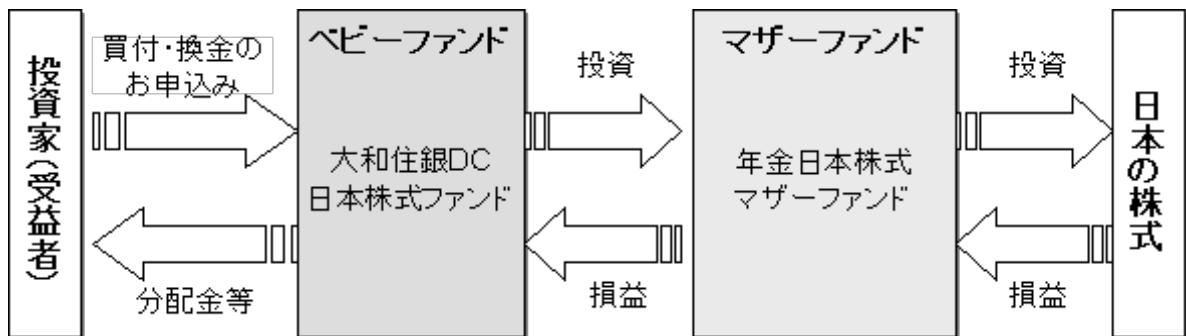 投資家(受益者)
買付・換金の
お申込み
分配金等
ベビーファンド
大和住銀DC
日本株式ファンド
投資
損益
マザーファンド
年金日本株式
マザーファンド
投資
損益
日本の株式